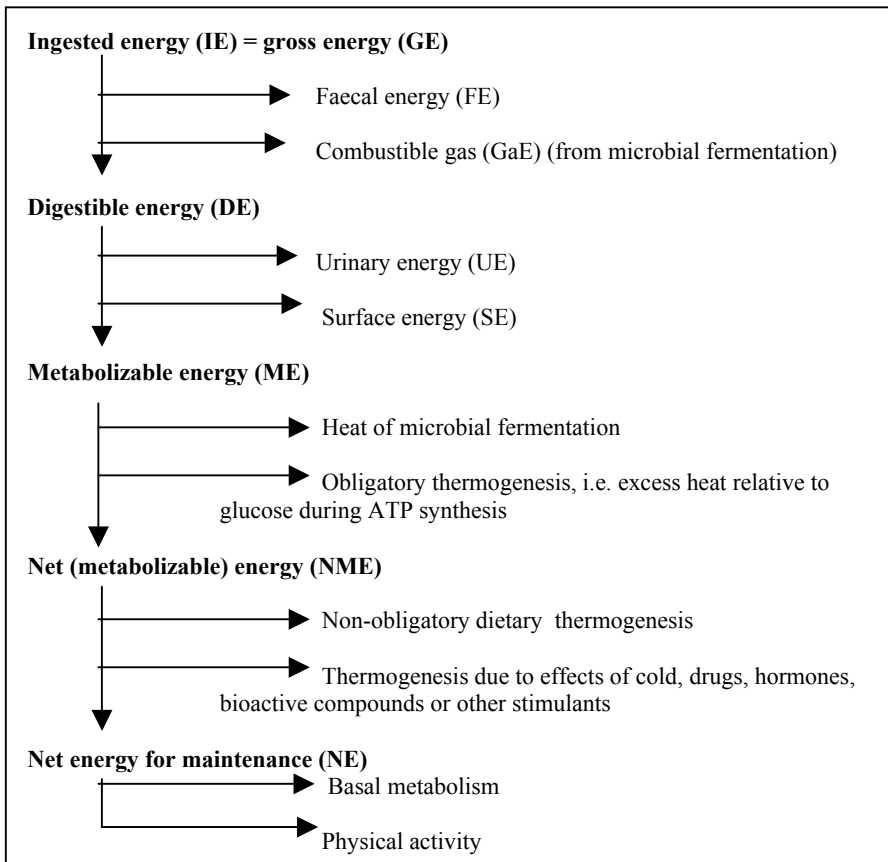 Ingested energy (IE) = gross energy (GE)
Faecal energy (FE)
Combustible gas (GaE) (from microbial fermentation)
Digestible energy (DE)
Urinary energy (UE)
Surface energy (SE)
Metabolizable energy (ME)
Heat of microbial fermentation
Obligatory thermogenesis, i.e. excess heat relative to
glucose during ATP synthesis
Net (metabolizable) energy (NME)
Non-obligatory dietary thermogenesis
Thermogenesis due to effects of cold, drugs, hormones,
bioactive compounds or other stimulants
Net energy for maintenance (NE)
Basal metabolism
Physical activity